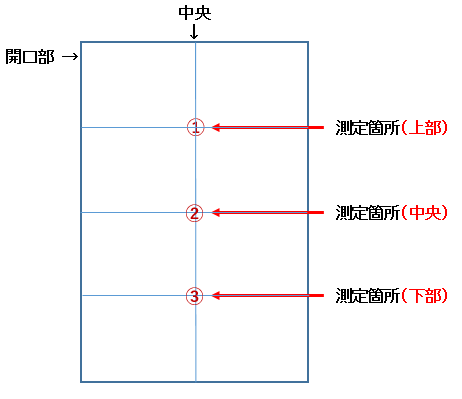 中央
↓
開口部→
① 測定箇所(上部)
② 測定箇所(中央)
③ 測定箇所(下部)